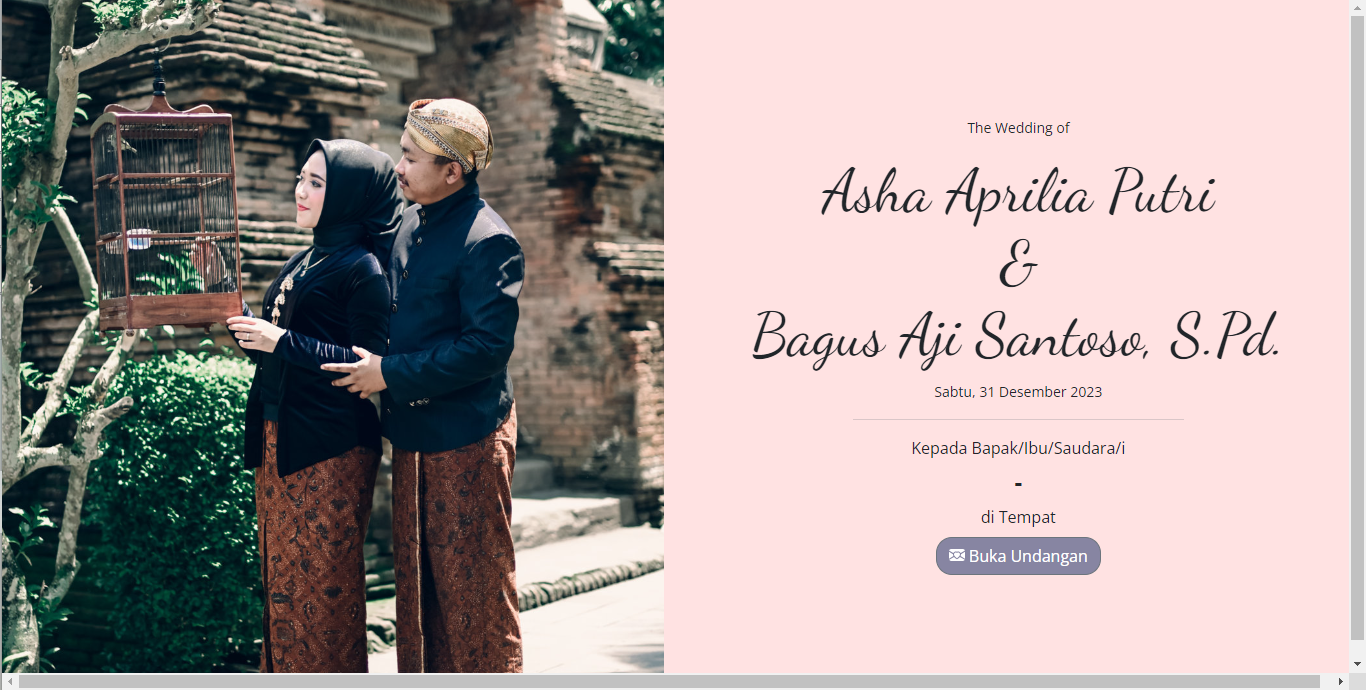 The Wedding of
Asha Aprilia Putri
&
Bagus Aji Santoso, S.Pd.
Sabtu, 31 Desember 2023
Kepada Bapak/Ibu/Saudara/i
-
di Tempat
Buka Undangan